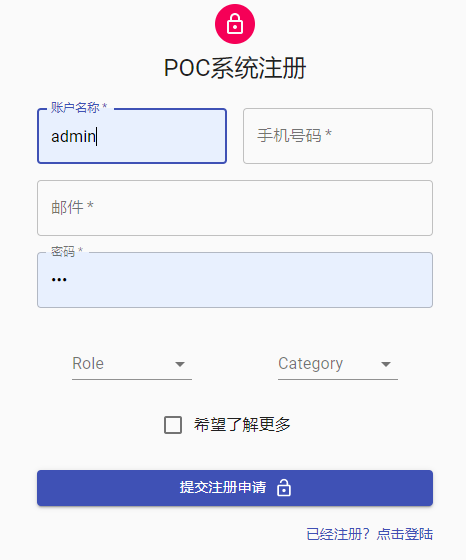 POC系统注册
账户名称 *
admin
手机号码 *
邮件 *
密码 *
•••
Role
Category
希望了解更多
提交注册申请
已经注册？点击登陆